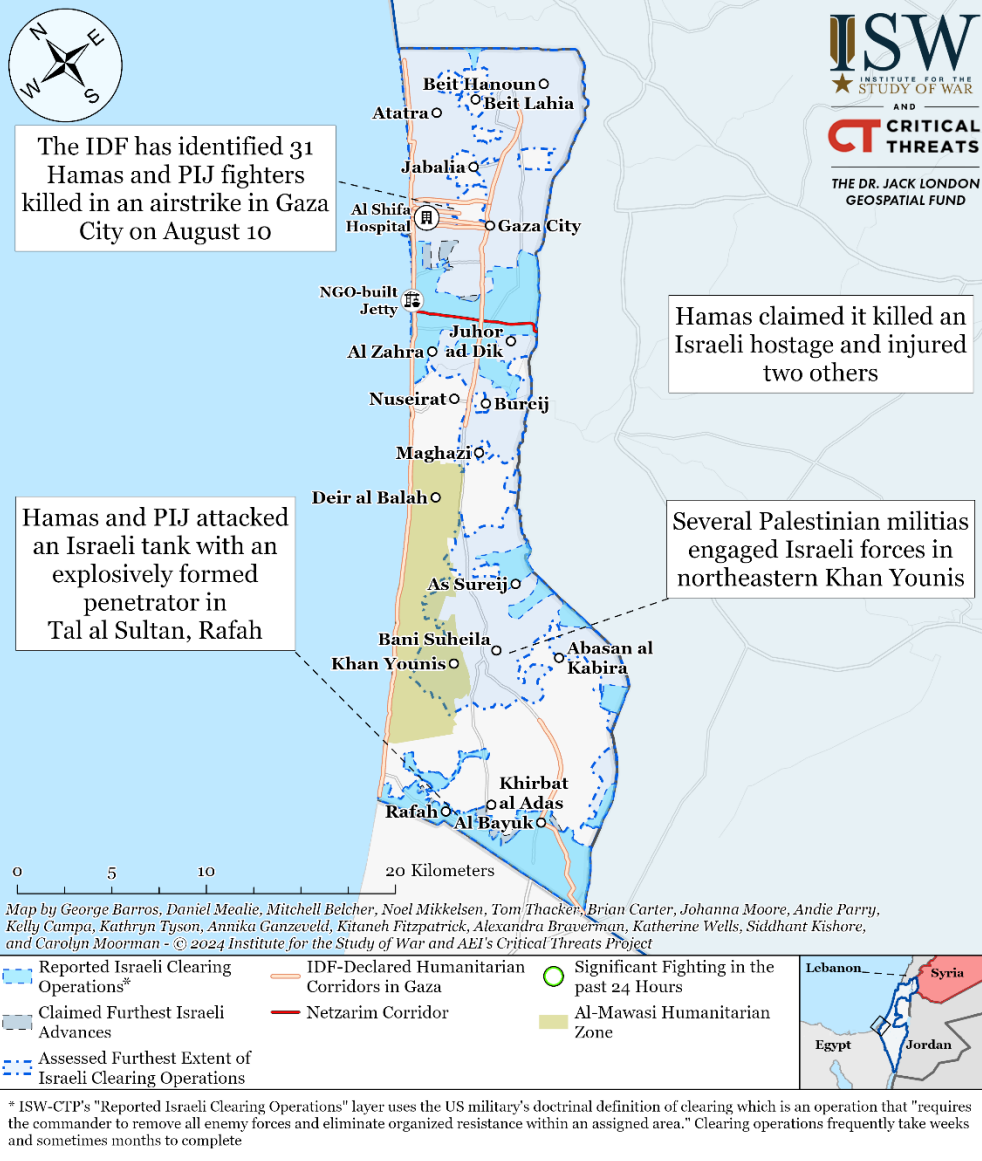 N
E
W
S
ISW
INSTITUTE FOR THE
STUDY OF WAR
AND
CT CRITICAL
THREATS
THE DR. JACK LONDON
GEOSPATIAL FUND
The IDF has identified 31
Hamas and PIJ fighters
killed in an airstrike in Gaza
City on August 10
Beit Hanoun
Beit Lahia
Atatra
Jabalia
Al Shifa
Hospital
Gaza City
NGO-built
Jetty
Juhor
ad Dik
Al Zahra
Hamas claimed it killed an
Israeli hostage and injured
two others
Nuseirat
Bureij
Maghazi
Deir al Balah
Hamas and PIJ attacked
an Israeli tank with an
explosively formed
penetrator in
Tal al Sultan, Rafah
Several Palestinian militias
engaged Israeli forces in
northeastern Khan Younis
As Sureij
Bani Suheila
Khan Younis
Abasan al
Kabira
Khirbat
al Adas
Rafah
Al Bayuk
0 5 10 20 Kilometers
Map by George Barros, Daniel Mealie, Mitchell Belcher, Noel Mikkelsen, Tom Thacker, Brian Carter, Johanna Moore, Andie Parry,
Kelly Campa, Kathryn Tyson, Annika Ganzeveld, Kitaneh Fitzpatrick, Alexandra Braverman, Katherine Wells, Siddhant Kishore,
and Carolyn Moorman - © 2024 Institute for the Study of War and AEI's Critical Threats Project
Reported Israeli Clearing
Operations*
Claimed Furthest Israeli
Advances
Assessed Furthest Extent of
Israeli Clearing Operations
IDF-Declared Humanitarian
Corridors in Gaza
Netzarim Corridor
Significant Fighting in the
past 24 Hours
Al-Mawasi Humanitarian
Zone
Lebanon
Syria
Egypt
Jordan
* ISW-CTP's "Reported Israeli Clearing Operations" layer uses the US military's doctrinal definition of clearing which is an operation that "requires
the commander to remove all enemy forces and eliminate organized resistance within an assigned area." Clearing operations frequently take weeks
and sometimes months to complete